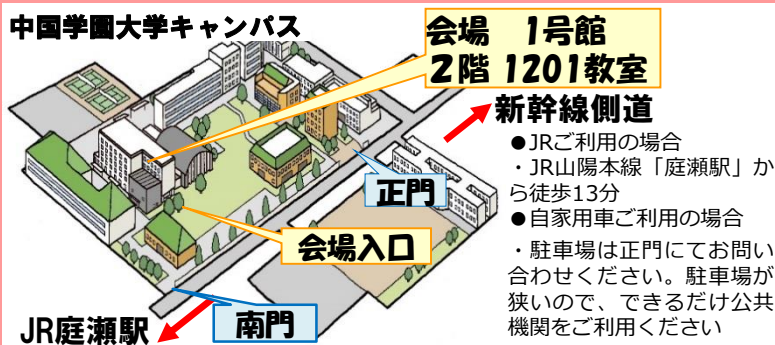 中国学園大学キャンパス
会場　1号館
2階 1201教室
新幹線側道
●JRご利用の場合
・JR山陽本線「庭瀬駅」か
ら徒歩13分
●自家用車ご利用の場合
・駐車場は正門にてお問い
合わせください。駐車場が
狭いので、できるだけ公共
機関をご利用ください
正門
会場入口
南門
JR庭瀬駅